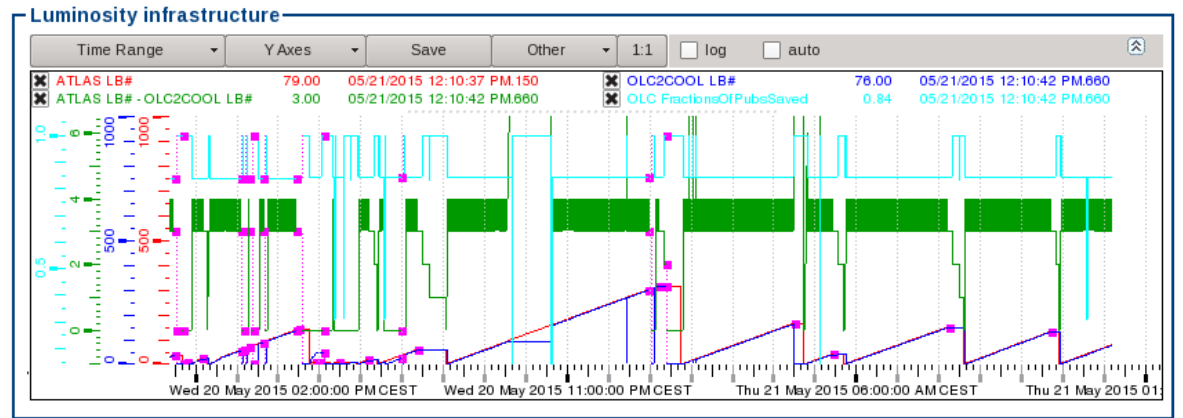 Luminosity infrastructure
Time Range Y Axes Save Other 1:1 log auto
ATLAS LB# 79.00 05/21/2015 12:10:37 PM.150 OLC2COOL LB# 76.00 05/21/2015 12:10:42 PM.660
ATLAS LB# - OLC2COOL LB# 3.00 05/21/2015 12:10:42 PM.660 OLC FractionsOfPubsSaved 0.84 05/21/2015 12:10:42 PM.660
1.0 6 1000 1000
4
500 500
0.5 2
0
0 0
Wed 20 May 2015 02:00:00 PM CEST Wed 20 May 2015 11:00:00 PM CEST Thu 21 May 2015 06:00:00 AM CEST Thu 21 May 2015 01: